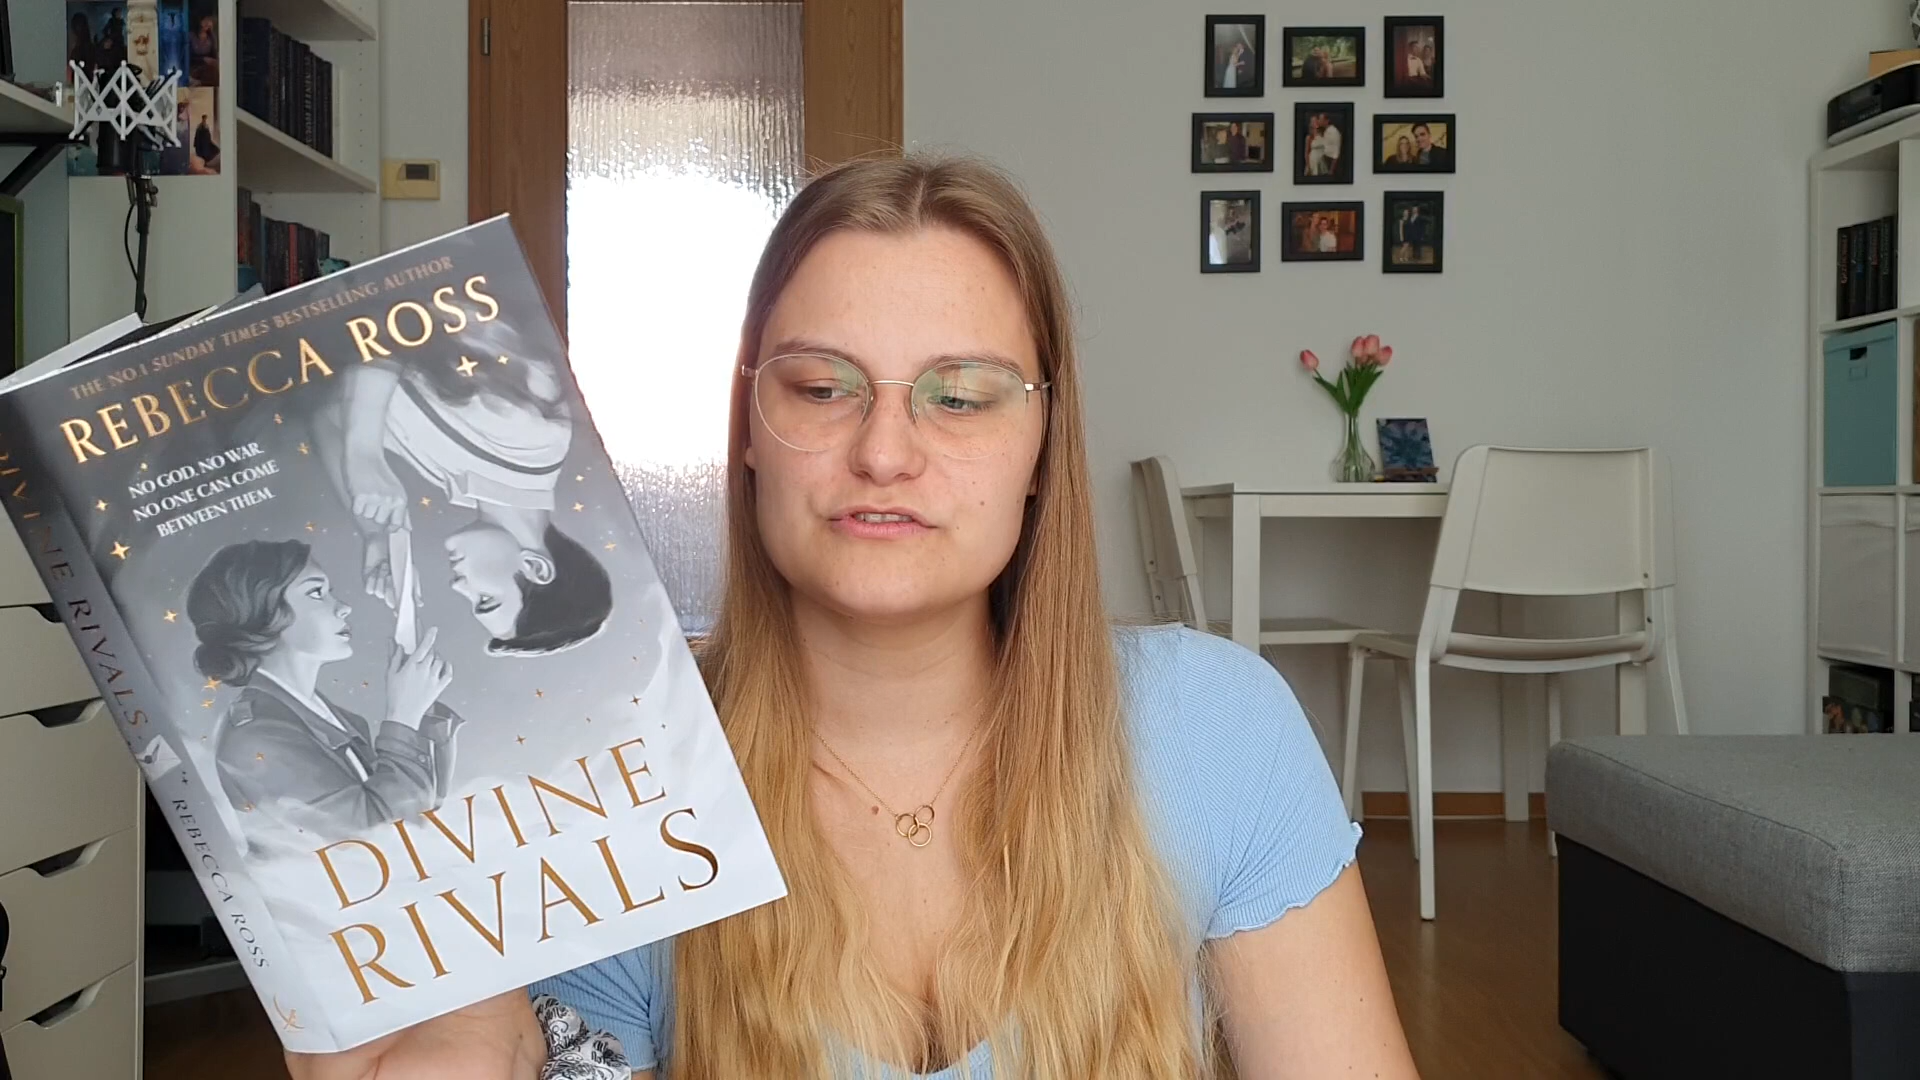 THE NO.1 SUNDAY TIMES BESTSELLING AUTHOR
REBECCA ROSS
NO GOD. NO WAR.
NO ONE CAN COME
BETWEEN THEM.
DIVINE
RIVALS
DIVINE RIVALS
REBECCA ROSS